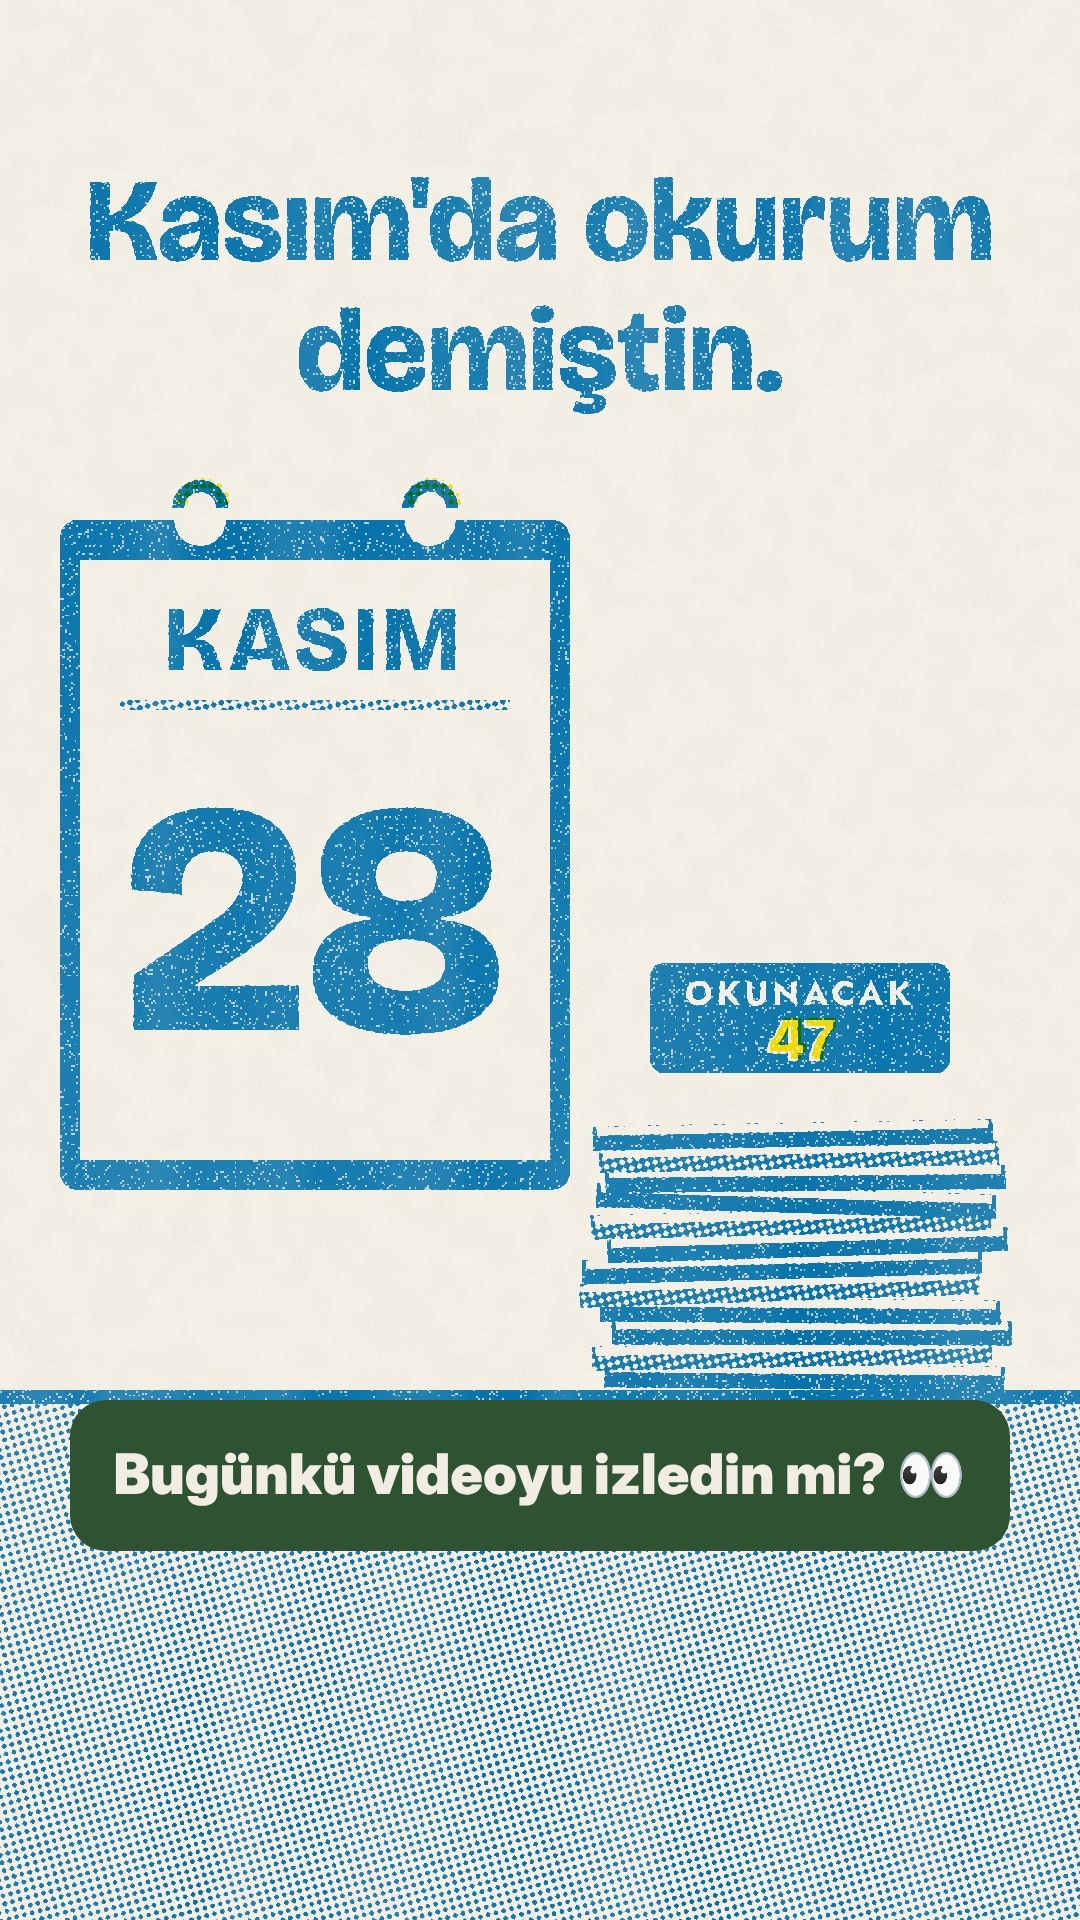 Kasım'da okurum
demiştin.
KASIM
28
OKUNACAK
47
Bugünkü videoyu izledin mi? 👀